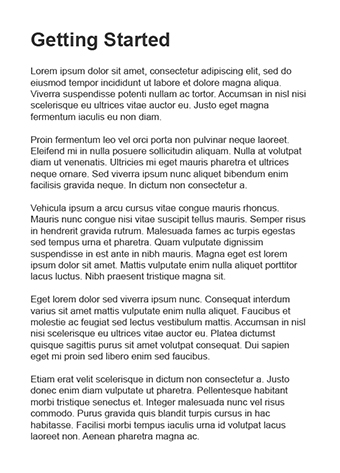 Getting Started
Lorem ipsum dolor sit amet, consectetur adipiscing elit, sed do
eiusmod tempor incididunt ut labore et dolore magna aliqua.
Viverra suspendisse potenti nullam ac tortor. Accumsan in nisl nisi
scelerisque eu ultrices vitae auctor eu. Justo eget magna
fermentum iaculis eu non diam.
Proin fermentum leo vel orci porta non pulvinar neque laoreet.
Eleifend mi in nulla posuere sollicitudin aliquam. Nulla at volutpat
diam ut venenatis. Ultricies mi eget mauris pharetra et ultrices
neque ornare. Sed viverra ipsum nunc aliquet bibendum enim
facilisis gravida neque. In dictum non consectetur a.
Vehicula ipsum a arcu cursus vitae congue mauris rhoncus.
Mauris nunc congue nisi vitae suscipit tellus mauris. Semper risus
in hendrerit gravida rutrum. Malesuada fames ac turpis egestas
sed tempus urna et pharetra. Quam vulputate dignissim
suspendisse in est ante in nibh mauris. Magna eget est lorem
ipsum dolor sit amet. Mattis vulputate enim nulla aliquet porttitor
lacus luctus. Nibh praesent tristique magna sit.
Eget lorem dolor sed viverra ipsum nunc. Consequat interdum
varius sit amet mattis vulputate enim nulla aliquet. Faucibus et
molestie ac feugiat sed lectus vestibulum mattis. Accumsan in nisl
nisi scelerisque eu ultrices vitae auctor eu. Platea dictumst
quisque sagittis purus sit amet volutpat consequat. Dui sapien
eget mi proin sed libero enim sed faucibus.
Etiam erat velit scelerisque in dictum non consectetur a. Justo
donec enim diam vulputate ut pharetra. Pellentesque habitant
morbi tristique senectus et. Integer malesuada nunc vel risus
commodo. Purus gravida quis blandit turpis cursus in hac
habitasse. Facilisi morbi tempus iaculis urna id volutpat lacus
laoreet non. Aenean pharetra magna ac.